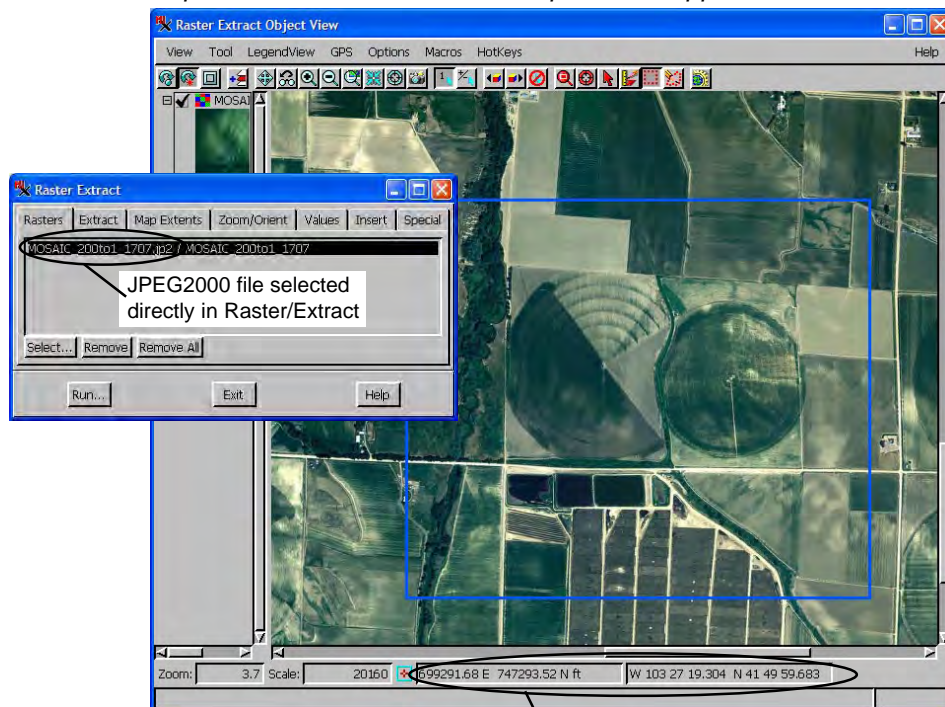 Raster Extract Object View
View Tool LegendView GPS Options Macros HotKeys Help
MOSAI
Raster Extract
Rasters Extract Map Extents Zoom/Orient Values Insert Special
MOSAIC_200to1_1707.jp2 / MOSAIC_200to1_1707
JPEG2000 file selected
directly in Raster/Extract
Select... Remove Remove All
Run... Exit Help
Zoom: 3.7 Scale: 20160 699291.68 E 747293.52 N ft W 103 27 19.304 N 41 49 59.683